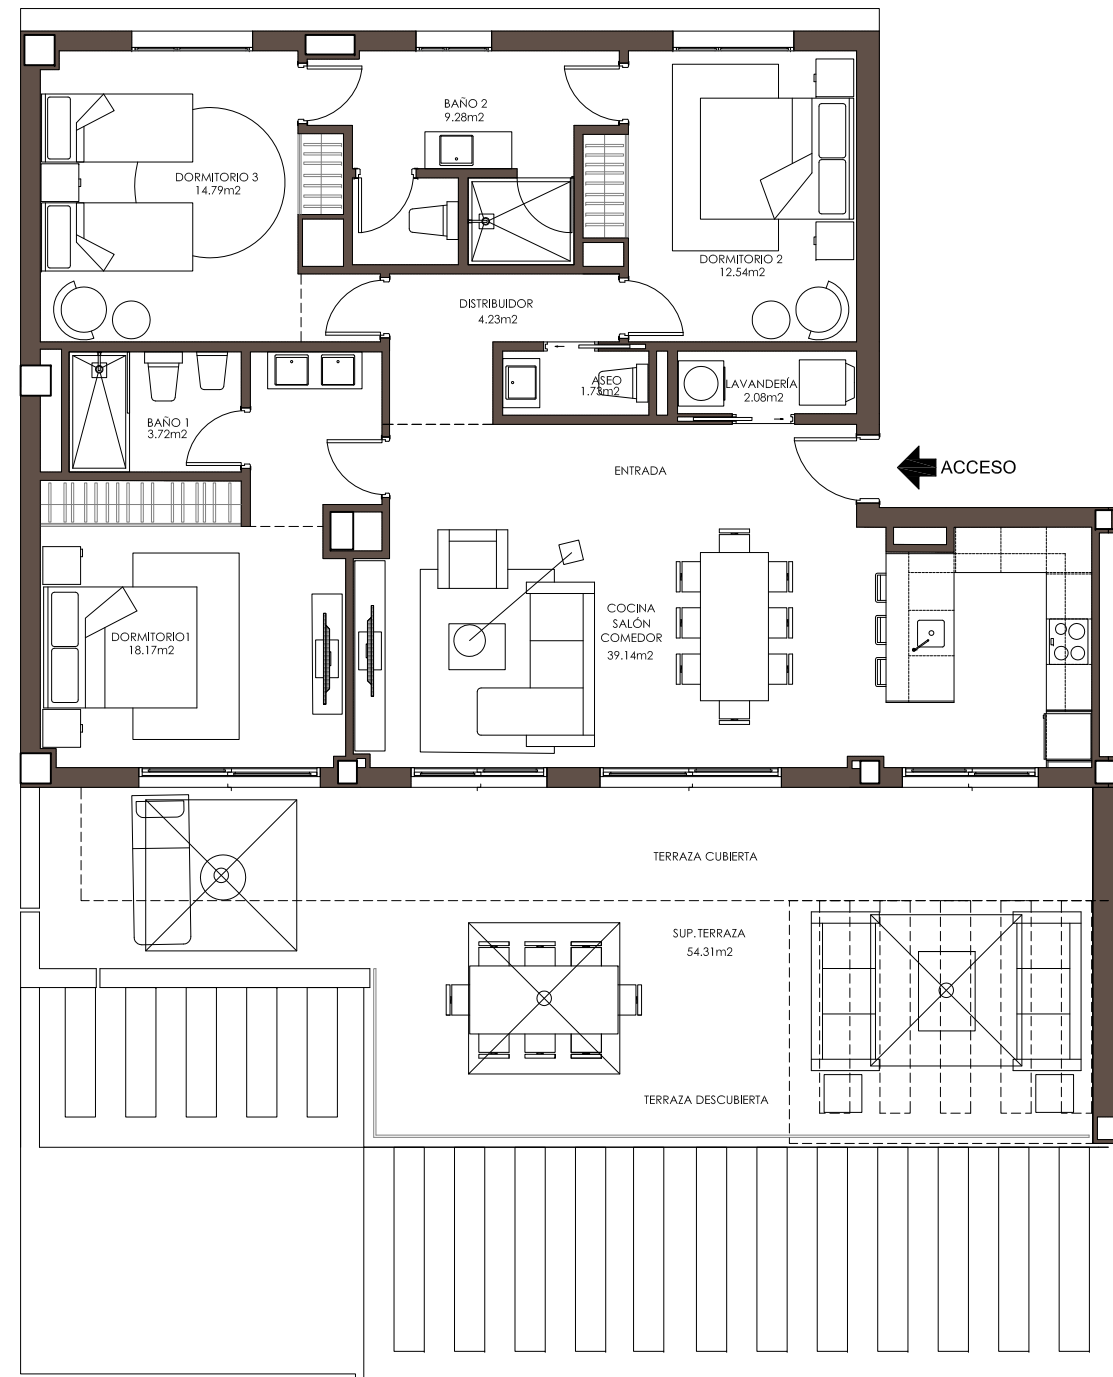 BAÑO 2
9.28m2
DORMITORIO 3
14.79m2
DORMITORIO 2
12.54m2
DISTRIBUIDOR
4.23m2
ASEO
1.73m2
LAVANDERÍA
2.08m2
BAÑO 1
3.72m2
ENTRADA
ACCESO
DORMITORIO1
18.17m2
COCINA
SALÓN
COMEDOR
39.14m2
TERRAZA CUBIERTA
SUP. TERRAZA
54.31m2
TERRAZA DESCUBIERTA